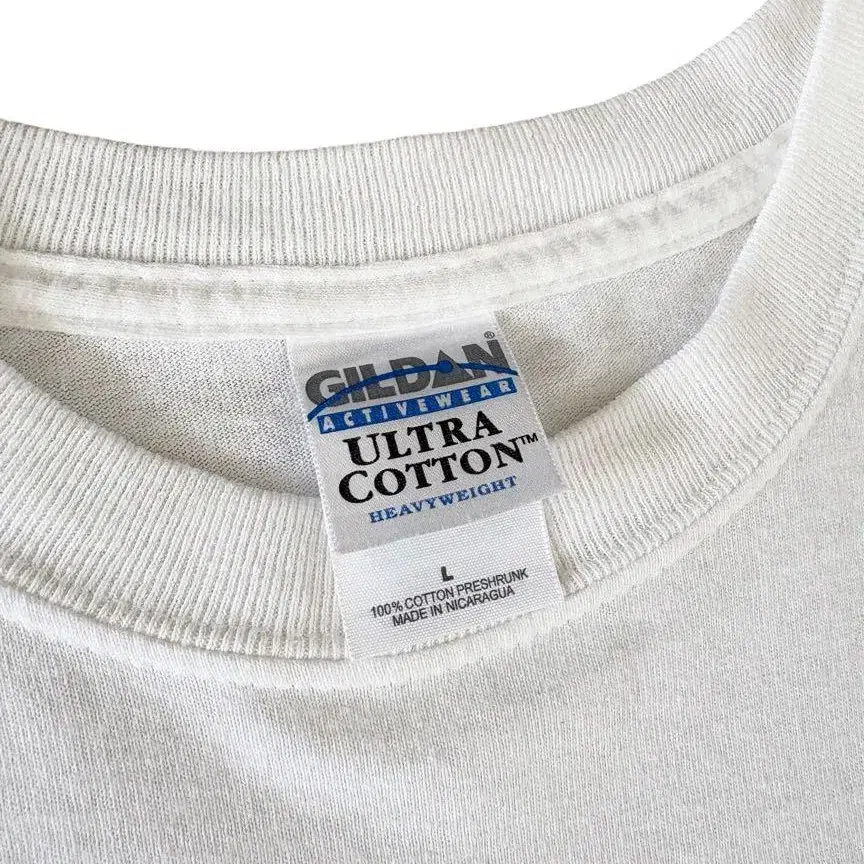 GILDAN®
ACTIVEWEAR
ULTRA
COTTON™
HEAVYWEIGHT
L
100% COTTON PRESHRUNK
MADE IN NICARAGUA